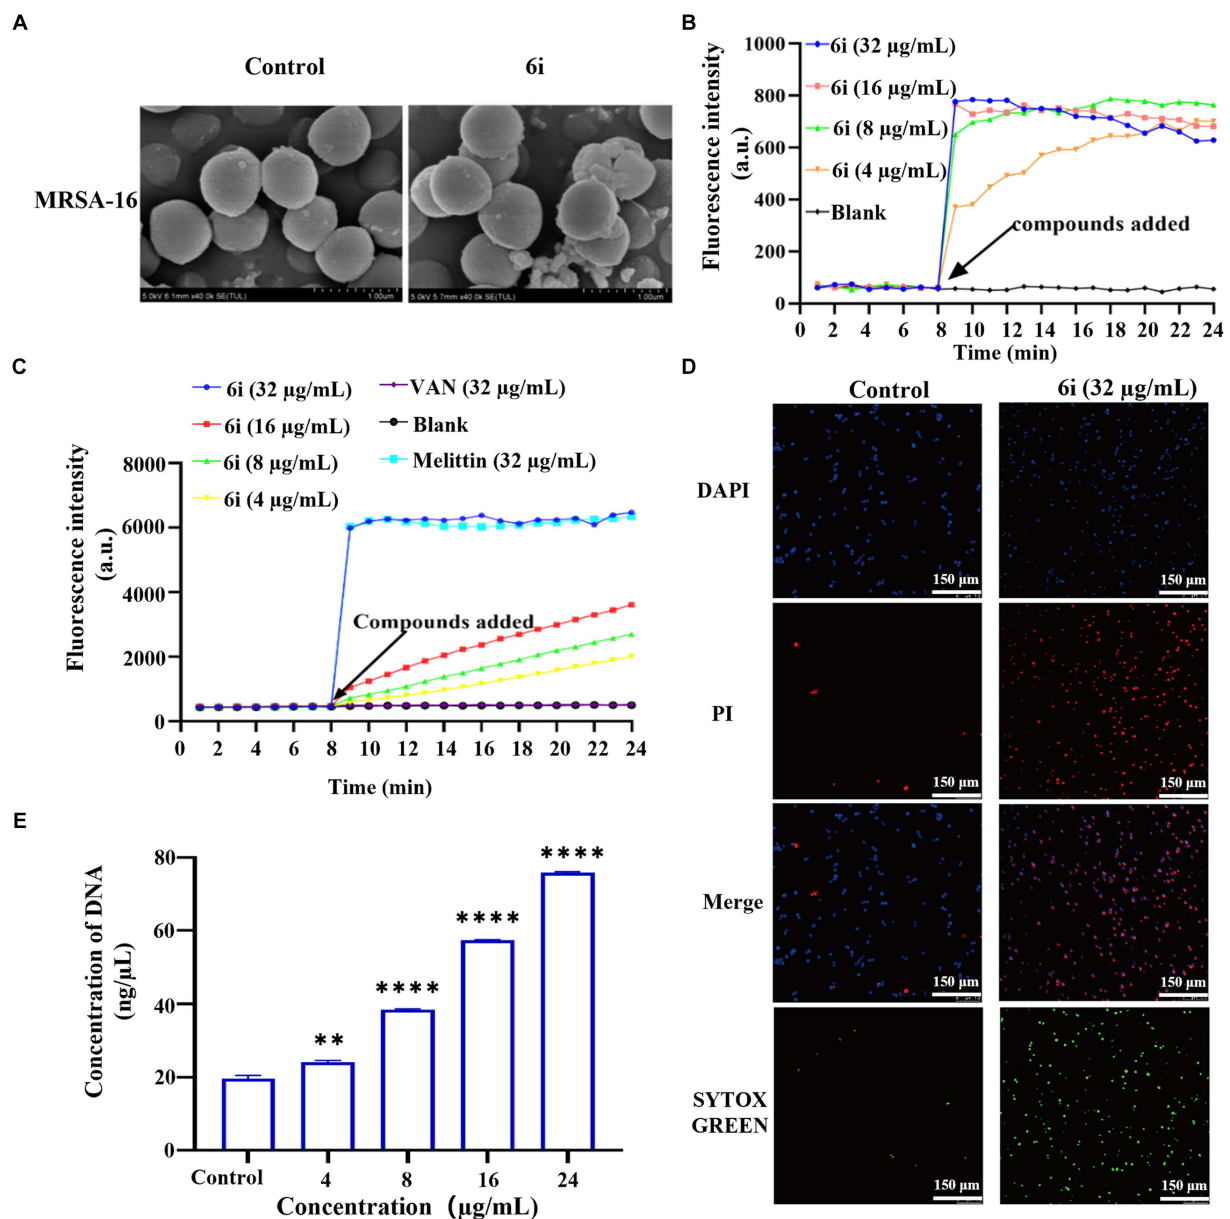 A
Control
6i
MRSA-16
5.0kV 6.1mm x40.0k SE(TUL)
1.00um
5.0kV 5.7mm x40.0k SE(TUL)
1.00um
B
Fluorescence intensity
(a.u.)
1000
800
600
400
200
0
6i (32 μg/mL)
6i (16 μg/mL)
6i (8 μg/mL)
6i (4 μg/mL)
Blank
compounds added
0 2 4 6 8 10 12 14 16 18 20 22 24
Time (min)
C
6i (32 μg/mL)
6i (16 μg/mL)
6i (8 μg/mL)
6i (4 μg/mL)
VAN (32 μg/mL)
Blank
Melittin (32 μg/mL)
Fluorescence intensity
(a.u.)
8000
6000
4000
2000
0
Compounds added
0 2 4 6 8 10 12 14 16 18 20 22 24
Time (min)
D
Control
6i (32 μg/mL)
DAPI
150 μm
150 μm
PI
150 μm
150 μm
Merge
150 μm
150 μm
SYTOX
GREEN
150 μm
150 μm
E
Concentration of DNA
(ng/μL)
80
60
40
20
0
**
****
****
****
Control 4 8 16 24
Concentration (μg/mL)